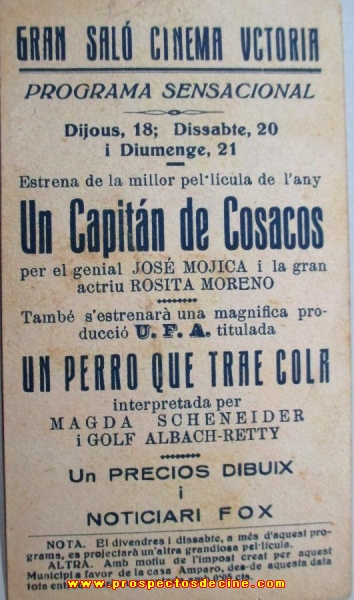 GRAN SALÓ CINEMA VCTORIA
PROGRAMA SENSACIONAL
Dijous, 18; Dissabte, 20
i Diumenge, 21
Estrena de la millor pel·lícula de l'any
Un Capitán de Cosacos
per el genial JOSÉ MOJICA i la gran
actriu ROSITA MORENO
També s'estrenarà una magnifica pro-
ducció U. F. A. titulada
UN PERRO QUE TRAE COLA
interpretada per
MAGDA SCHENEIDER
i GOLF ALBACH-RETTY
Un PRECIOS DIBUIX
i
NOTICIARI FOX
NOTA. El divendres i dissabte, a més d'aquest pro-
grama, es projectarà un'altra grandiosa pel·lícula.
ALTRA. Amb motiu de l'impost creat per aquest
Municipi a favor de la casa Amparo, des-de aquesta data
tota
www.prospectosdecine.com